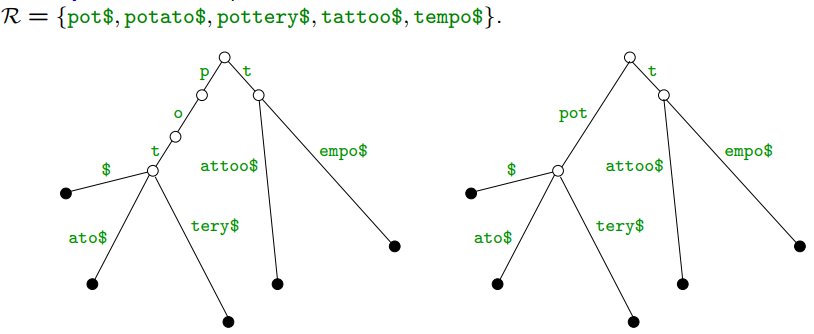 R = {pot$, potato$, pottery$, tattoo$, tempo$}.
p t
t
o
pot
t
attoo$
empo$
attoo$
empo$
$
$
ato$
tery$
ato$
tery$